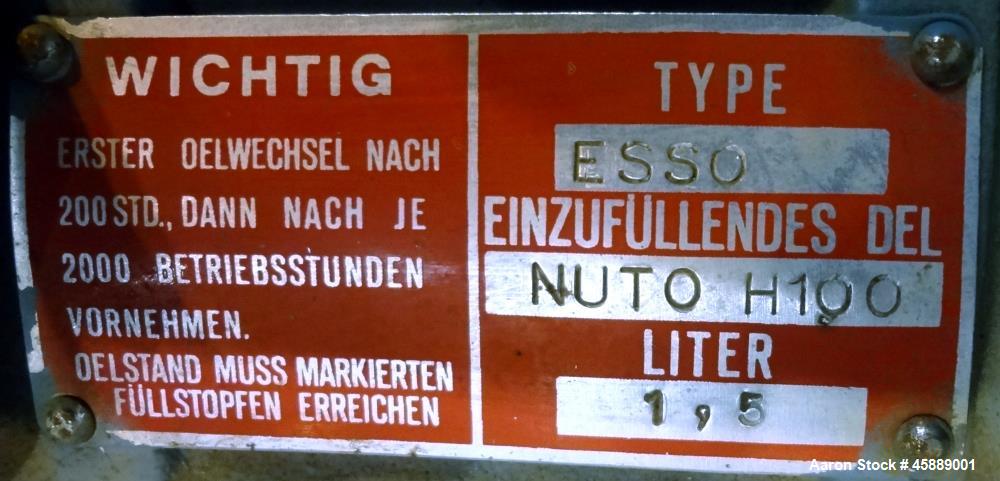 WICHTIG
ERSTER OELWECHSEL NACH
200 STD., DANN NACH JE
2000 BETRIEBSSTUNDEN
VORNEHMEN.
OELSTAND MUSS MARKIERTEN
FÜLLSTOPFEN ERREICHEN
TYPE
ESSO
EINZUFÜLLENDES DEL
NUTO H100
LITER
1,5
Aaron Stock # 45889001